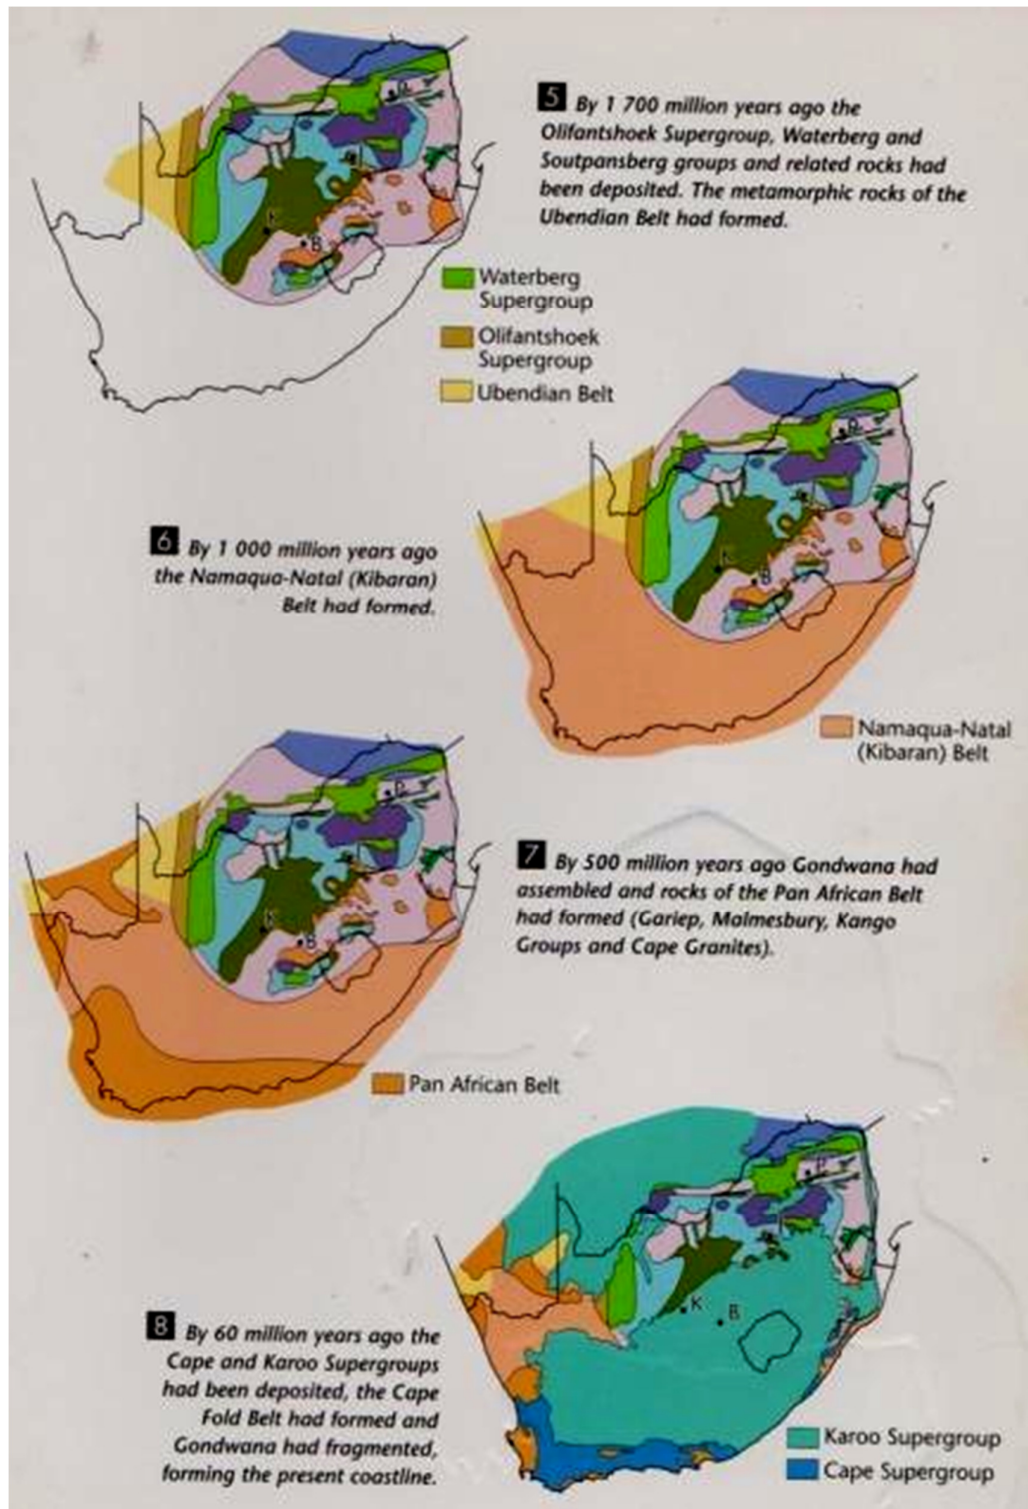 5 By 1 700 million years ago the
Olifantshoek Supergroup, Waterberg and
Soutpansberg groups and related rocks had
been deposited. The metamorphic rocks of the
Ubendian Belt had formed.
K
B
Waterberg
Supergroup
Olifantshoek
Supergroup
Ubendian Belt
6 By 1 000 million years ago
the Namaqua-Natal (Kibaran)
Belt had formed.
K
B
Namaqua-Natal
(Kibaran) Belt
7 By 500 million years ago Gondwana had
assembled and rocks of the Pan African Belt
had formed (Gariep, Malmesbury, Kango
Groups and Cape Granites).
K
B
Pan African Belt
P
K
B
8 By 60 million years ago the
Cape and Karoo Supergroups
had been deposited, the Cape
Fold Belt had formed and
Gondwana had fragmented,
forming the present coastline.
Karoo Supergroup
Cape Supergroup